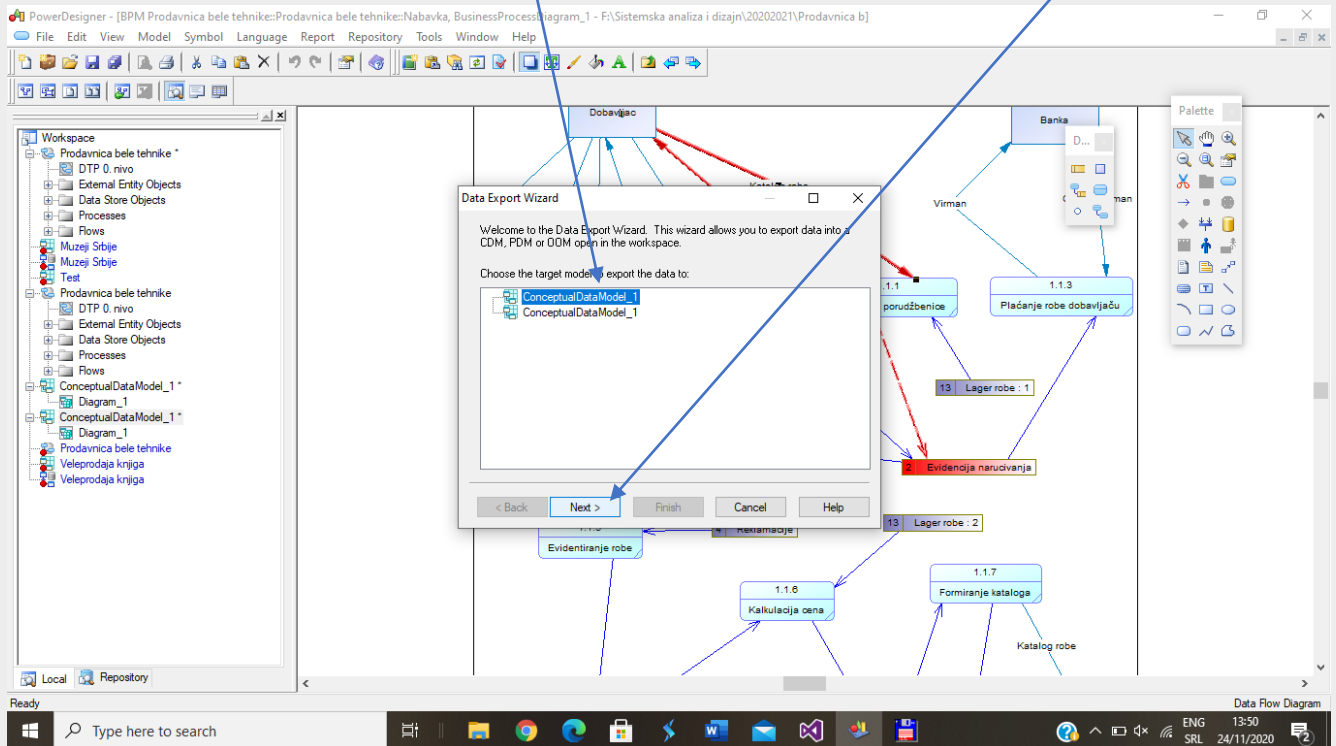 PowerDesigner - [BPM Prodavnica bele tehnike::Prodavnica bele tehnike::Nabavka, BusinessProcessDiagram_1 - F:\Sistemska analiza i dizajn\20202021\Prodavnica b]
File Edit View Model Symbol Language Report Repository Tools Window Help
Workspace
Prodavnica bele tehnike *
DTP 0. nivo
External Entity Objects
Data Store Objects
Processes
Flows
Muzeji Srbije
Muzeji Srbije
Test
Prodavnica bele tehnike
DTP 0. nivo
External Entity Objects
Data Store Objects
Processes
Flows
ConceptualDataModel_1 *
Diagram_1
ConceptualDataModel_1 *
Diagram_1
Prodavnica bele tehnike
Veleprodaja knjiga
Veleprodaja knjiga
Local Repository
Dobavljac
Banka
Palette
D...
Virman
man
Data Export Wizard
Welcome to the Data Export Wizard. This wizard allows you to export data into a
CDM, PDM or OOM open in the workspace.
Choose the target model to export the data to:
ConceptualDataModel_1
ConceptualDataModel_1
< Back Next > Finish Cancel Help
.1.1
porudžbenice
1.1.3
Plaćanje robe dobavljaču
13 Lager robe : 1
2 Evidencija narucivanja
13 Lager robe : 2
4 Reklamacije
Evidentiranje robe
1.1.6
Kalkulacija cena
1.1.7
Formiranje kataloga
Katalog robe
Ready
Data Flow Diagram
Type here to search
ENG
SRL
13:50
24/11/2020
2